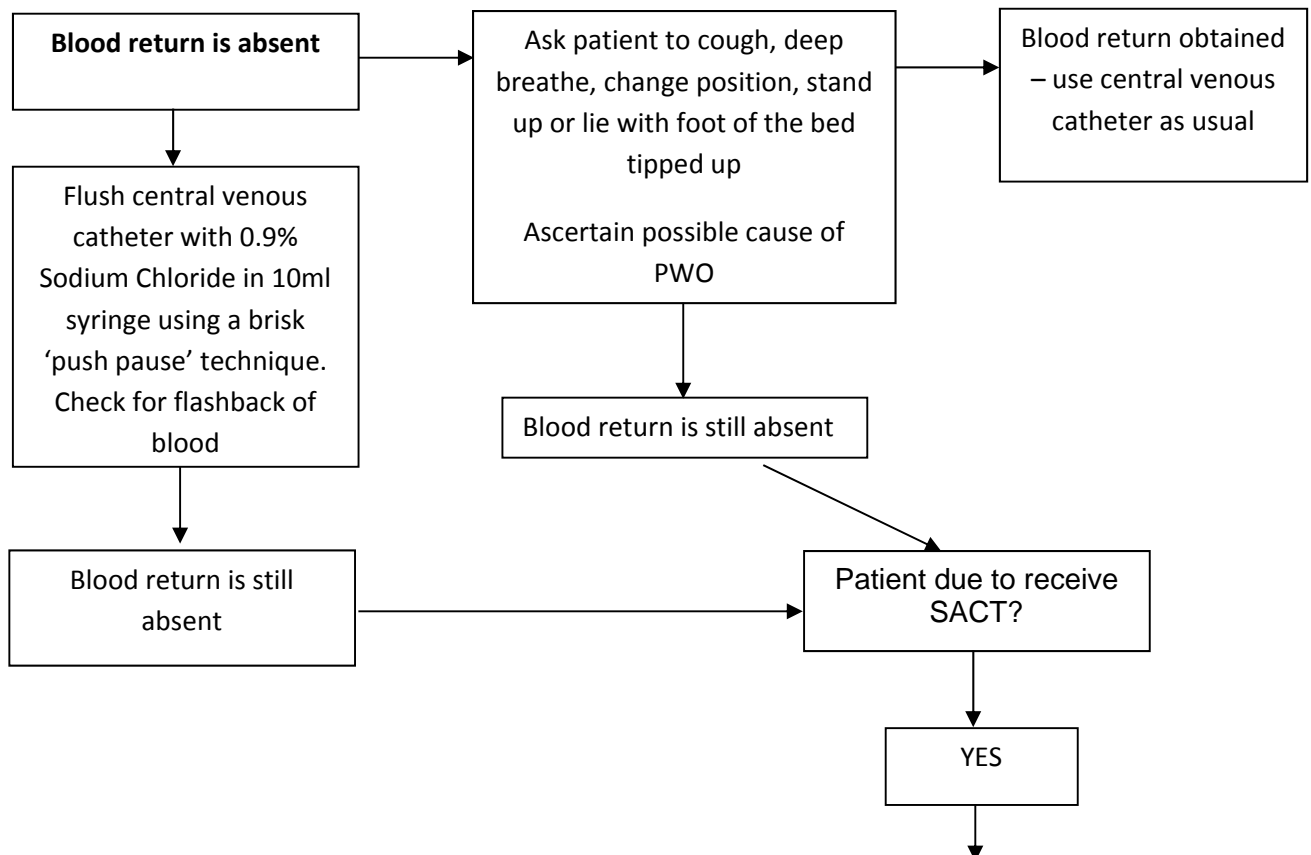 Blood return is absent
Flush central venous
catheter with 0.9%
Sodium Chloride in 10ml
syringe using a brisk
‘push pause’ technique.
Check for flashback of
blood
Blood return is still
absent
Ask patient to cough, deep
breathe, change position, stand
up or lie with foot of the bed
tipped up
Ascertain possible cause of
PWO
Blood return obtained
– use central venous
catheter as usual
Blood return is still absent
Patient due to receive
SACT?
YES